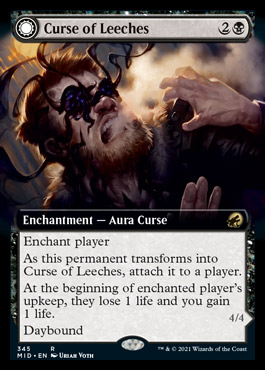 Curse of Leeches 2
Enchantment — Aura Curse
Enchant player
As this permanent transforms into
Curse of Leeches, attach it to a player.
At the beginning of enchanted player's
upkeep, they lose 1 life and you gain
1 life.
4/4
Daybound
345 R
MID • EN Uriah Voth
™ & © 2021 Wizards of the Coast